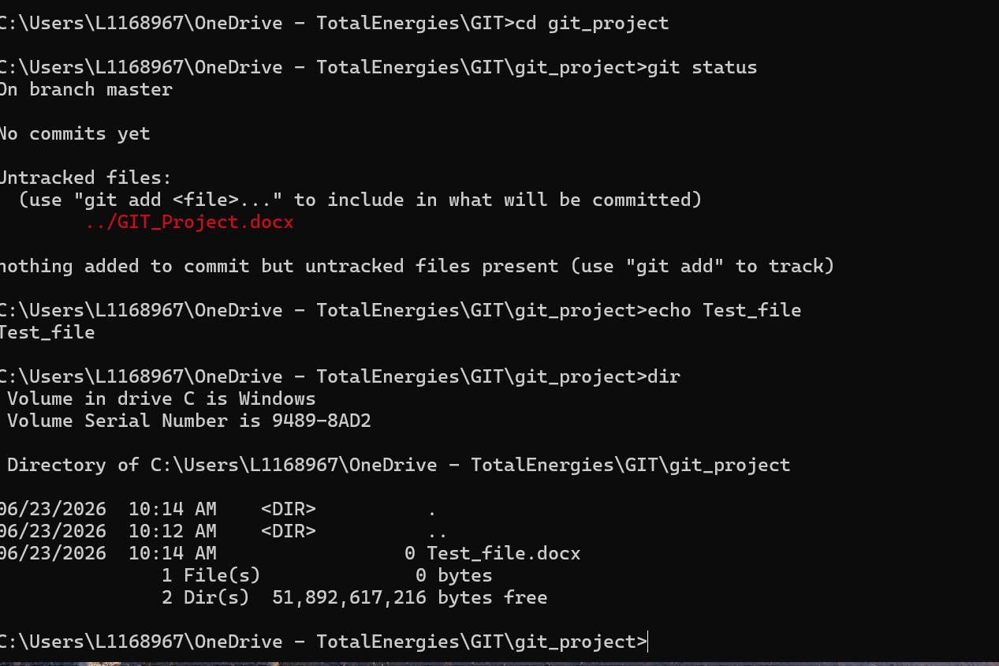 C:\Users\L1168967\OneDrive - TotalEnergies\GIT>cd git_project
C:\Users\L1168967\OneDrive - TotalEnergies\GIT\git_project>git status
On branch master
No commits yet
Untracked files:
(use "git add <file>..." to include in what will be committed)
../GIT_Project.docx
nothing added to commit but untracked files present (use "git add" to track)
C:\Users\L1168967\OneDrive - TotalEnergies\GIT\git_project>echo Test_file
Test_file
C:\Users\L1168967\OneDrive - TotalEnergies\GIT\git_project>dir
Volume in drive C is Windows
Volume Serial Number is 9489-8AD2
Directory of C:\Users\L1168967\OneDrive - TotalEnergies\GIT\git_project
06/23/2026 10:14 AM <DIR> .
06/23/2026 10:12 AM <DIR> ..
06/23/2026 10:14 AM 0 Test_file.docx
1 File(s) 0 bytes
2 Dir(s) 51,892,617,216 bytes free
C:\Users\L1168967\OneDrive - TotalEnergies\GIT\git_project>